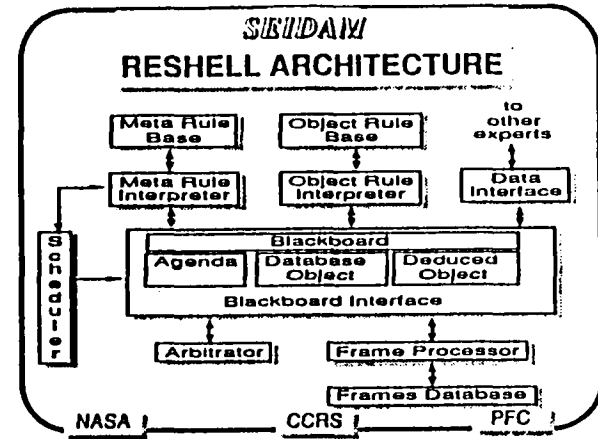 SEIDAM
RESHELL ARCHITECTURE
Meta Rule
Base
Object Rule
Base
to
other
experts
Meta Rule
Interpreter
Object Rule
Interpreter
Data
Interface
Scheduler
Blackboard
Agenda
Database
Object
Deduced
Object
Blackboard Interface
Arbitrator
Frame Processor
Frames Database
NASA
CCRS
PFC